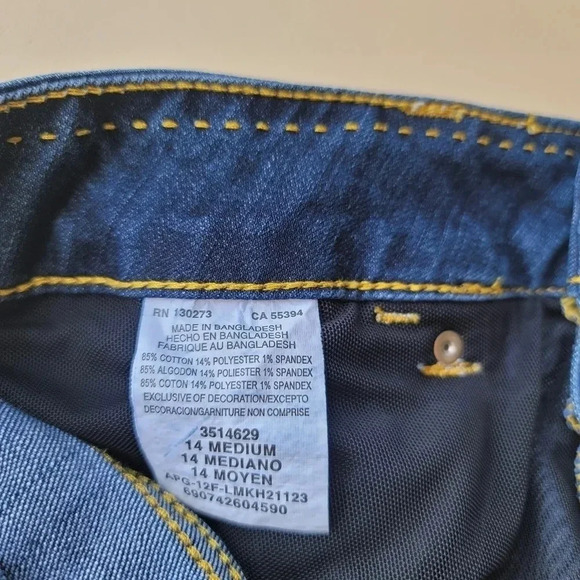 RN 130273 CA 55394
MADE IN BANGLADESH
HECHO EN BANGLADESH
FABRIQUE AU BANGLADESH
85% COTTON 14% POLYESTER 1% SPANDEX
85% ALGODON 14% POLYESTER 1% SPANDEX
85% COTON 14% POLYESTER 1% SPANDEX
EXCLUSIVE OF DECORATION/EXCEPTO
DECORACION/GARNITURE NON COMPRISE
3514629
14 MEDIUM
14 MEDIANO
14 MOYEN
APG-12F-LMKH21123
690742604590